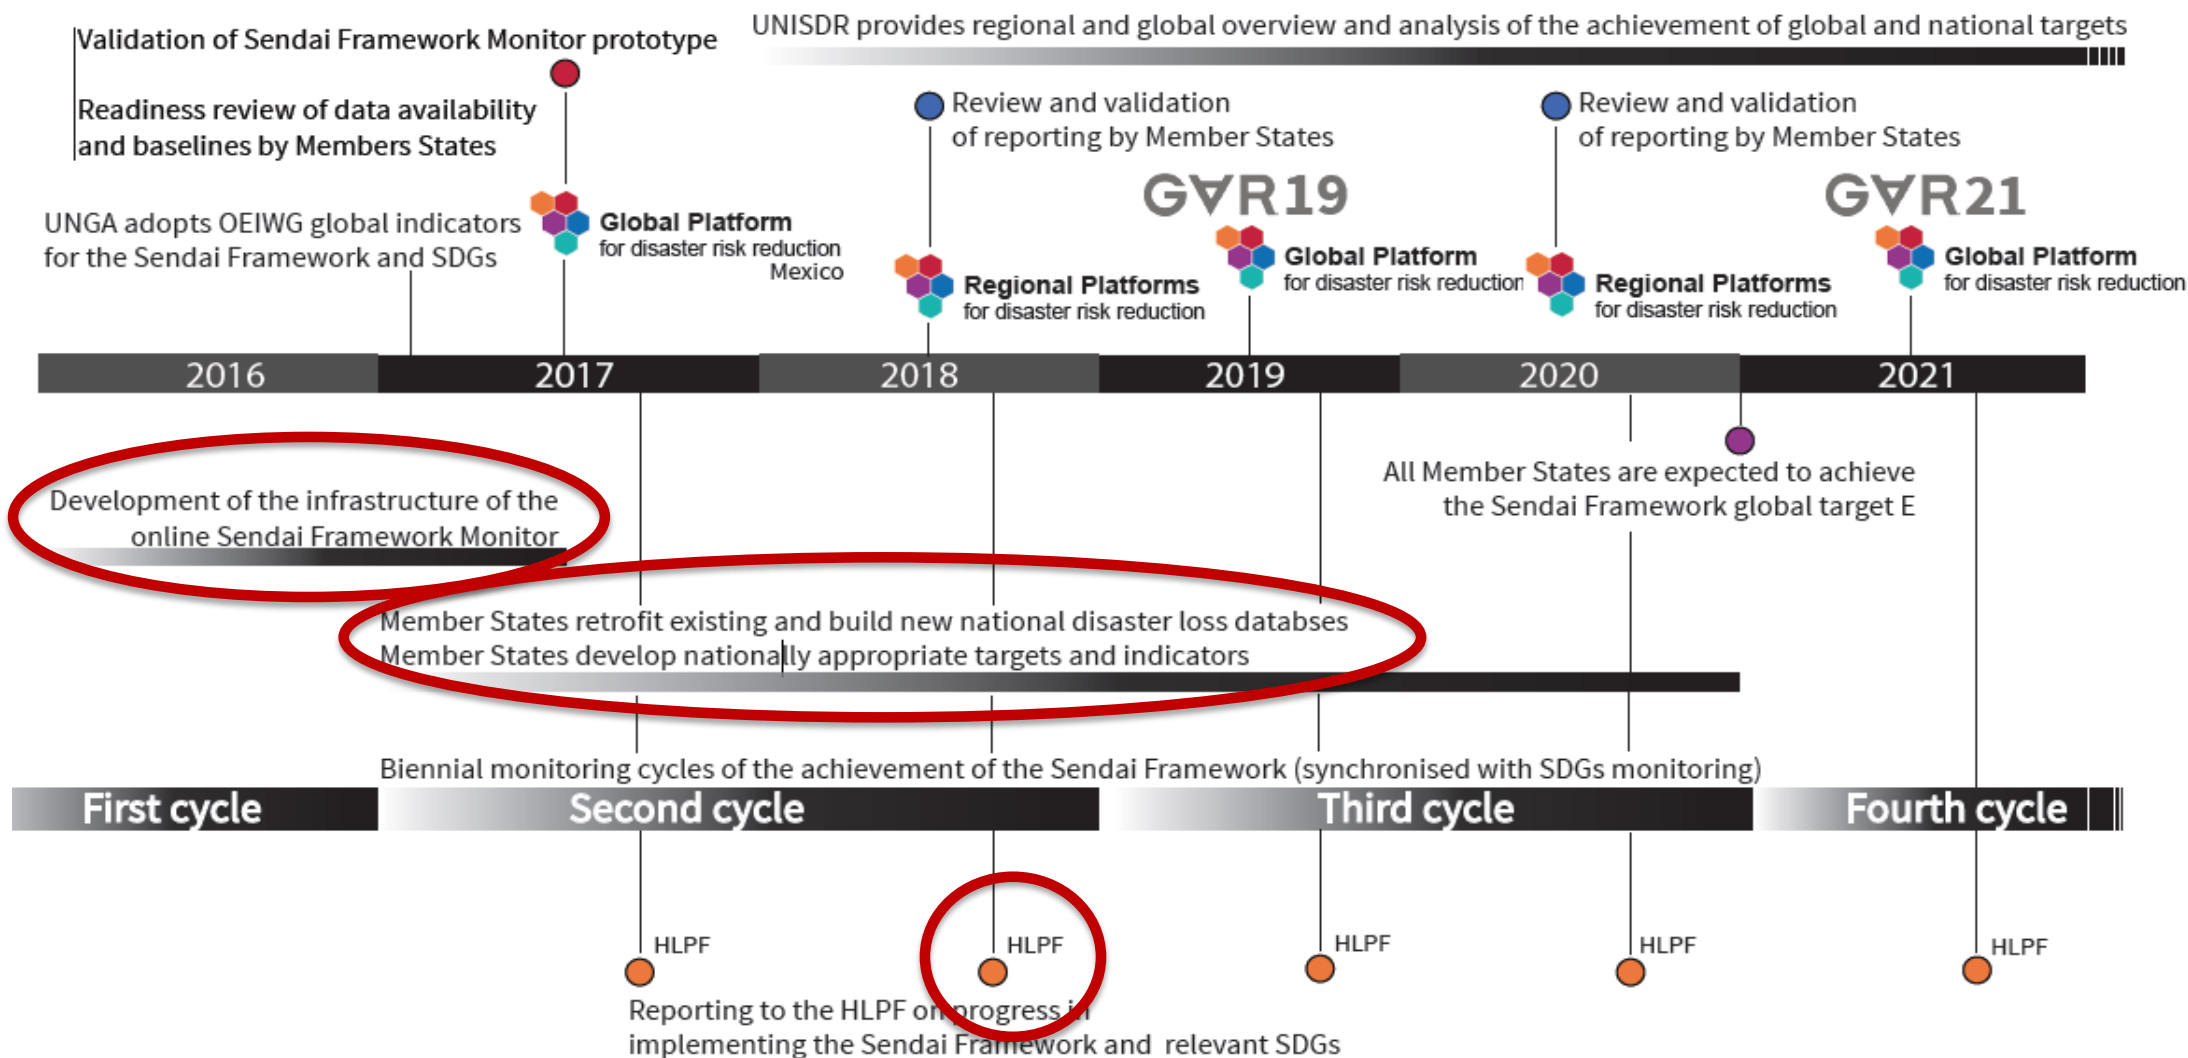 UNISDR provides regional and global overview and analysis of the achievement of global and national targets
Validation of Sendai Framework Monitor prototype
Readiness review of data availability
and baselines by Members States
Review and validation
of reporting by Member States
Review and validation
of reporting by Member States
UNGA adopts OEIWG global indicators
for the Sendai Framework and SDGs
Global Platform
for disaster risk reduction
Mexico
Regional Platforms
for disaster risk reduction
G∀R19
Global Platform
for disaster risk reduction
Regional Platforms
for disaster risk reduction
G∀R21
Global Platform
for disaster risk reduction
2016
2017
2018
2019
2020
2021
All Member States are expected to achieve
the Sendai Framework global target E
Development of the infrastructure of the
online Sendai Framework Monitor
Member States retrofit existing and build new national disaster loss databses
Member States develop nationally appropriate targets and indicators
Biennial monitoring cycles of the achievement of the Sendai Framework (synchronised with SDGs monitoring)
First cycle
Second cycle
Third cycle
Fourth cycle
HLPF
HLPF
HLPF
HLPF
HLPF
Reporting to the HLPF on progress in
implementing the Sendai Framework and relevant SDGs